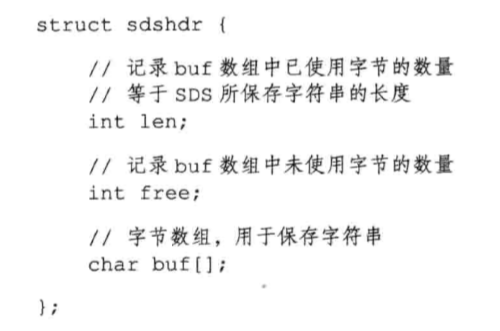 struct sdshdr {
// 记录 buf 数组中已使用字节的数量
// 等于 SDS 所保存字符串的长度
int len;
// 记录 buf 数组中未使用字节的数量
int free;
// 字节数组，用于保存字符串
char buf[];
};